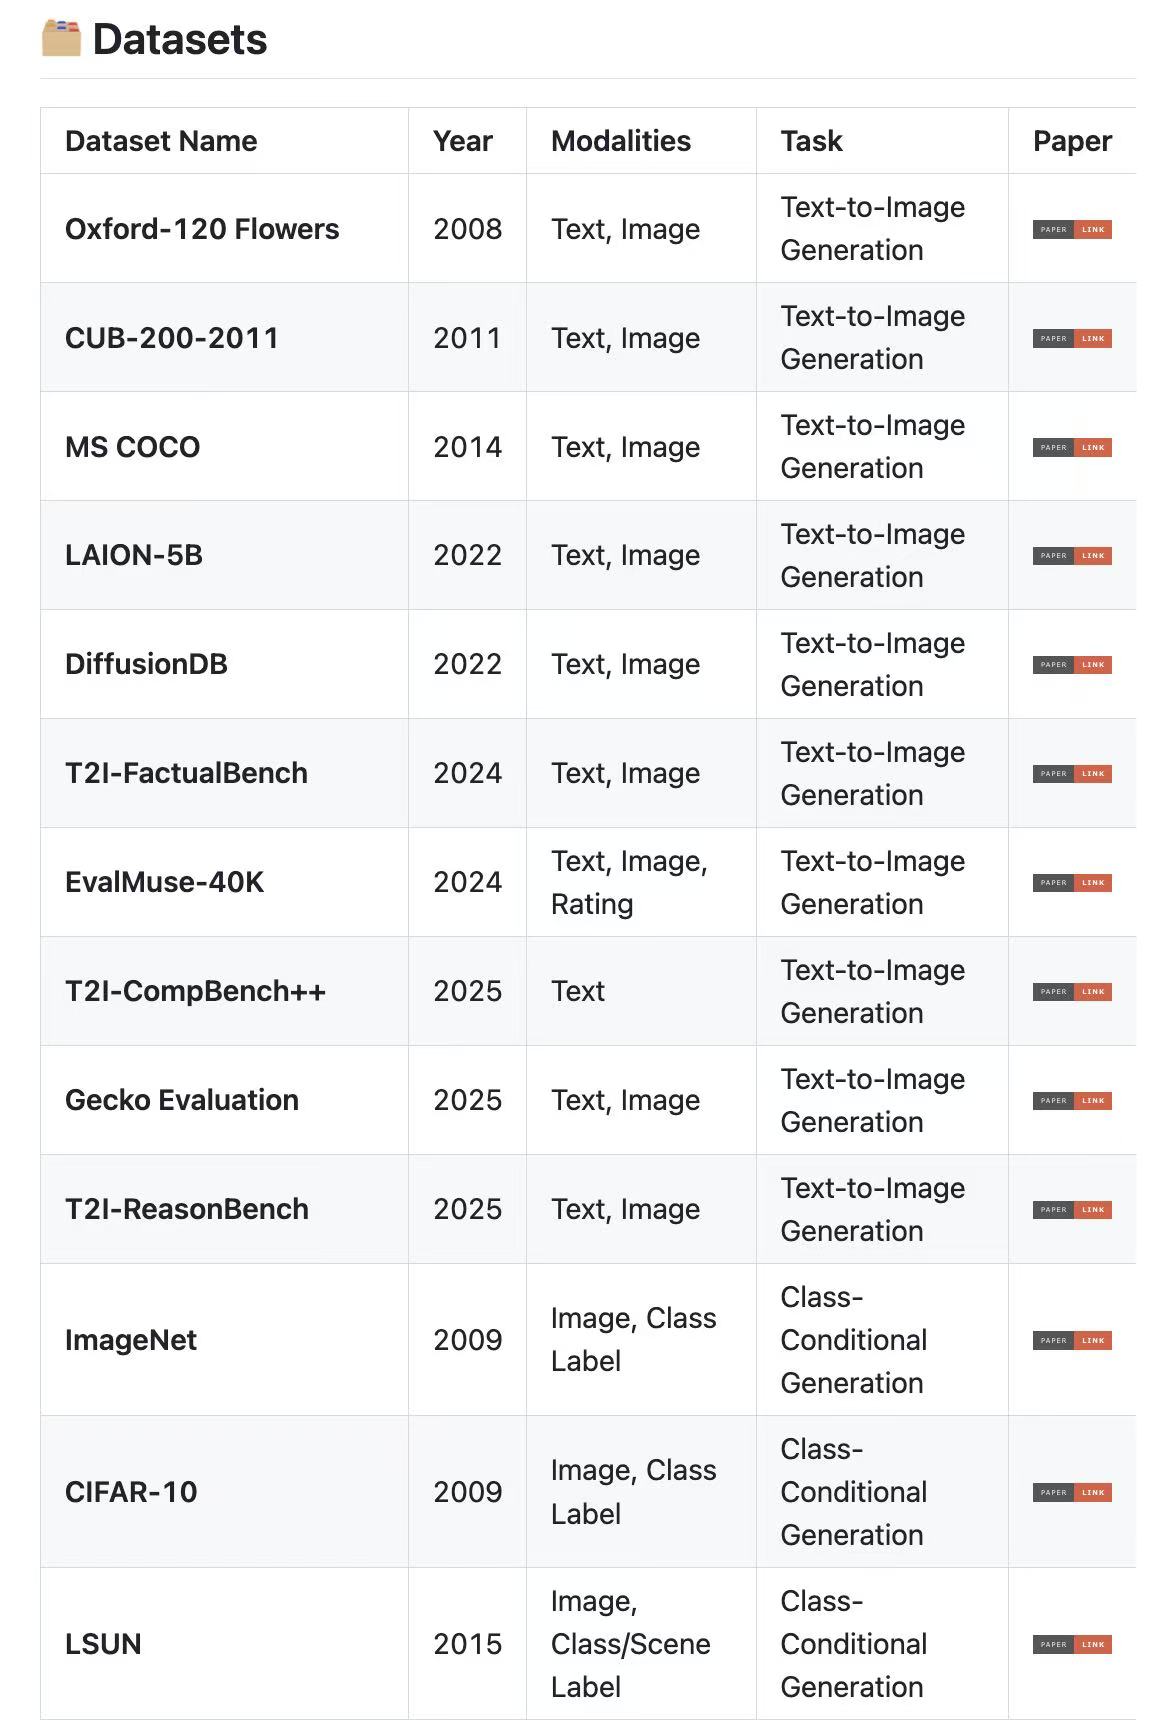 Datasets
Dataset Name Year Modalities Task Paper
Oxford-120 Flowers 2008 Text, Image Text-to-Image
Generation PAPER LINK
CUB-200-2011 2011 Text, Image Text-to-Image
Generation PAPER LINK
MS COCO 2014 Text, Image Text-to-Image
Generation PAPER LINK
LAION-5B 2022 Text, Image Text-to-Image
Generation PAPER LINK
DiffusionDB 2022 Text, Image Text-to-Image
Generation PAPER LINK
T2I-FactualBench 2024 Text, Image Text-to-Image
Generation PAPER LINK
EvalMuse-40K 2024 Text, Image,
Rating Text-to-Image
Generation PAPER LINK
T2I-CompBench++ 2025 Text Text-to-Image
Generation PAPER LINK
Gecko Evaluation 2025 Text, Image Text-to-Image
Generation PAPER LINK
T2I-ReasonBench 2025 Text, Image Text-to-Image
Generation PAPER LINK
ImageNet 2009 Image, Class
Label Class-
Conditional
Generation PAPER LINK
CIFAR-10 2009 Image, Class
Label Class-
Conditional
Generation PAPER LINK
LSUN 2015 Image,
Class/Scene
Label Class-
Conditional
Generation PAPER LINK